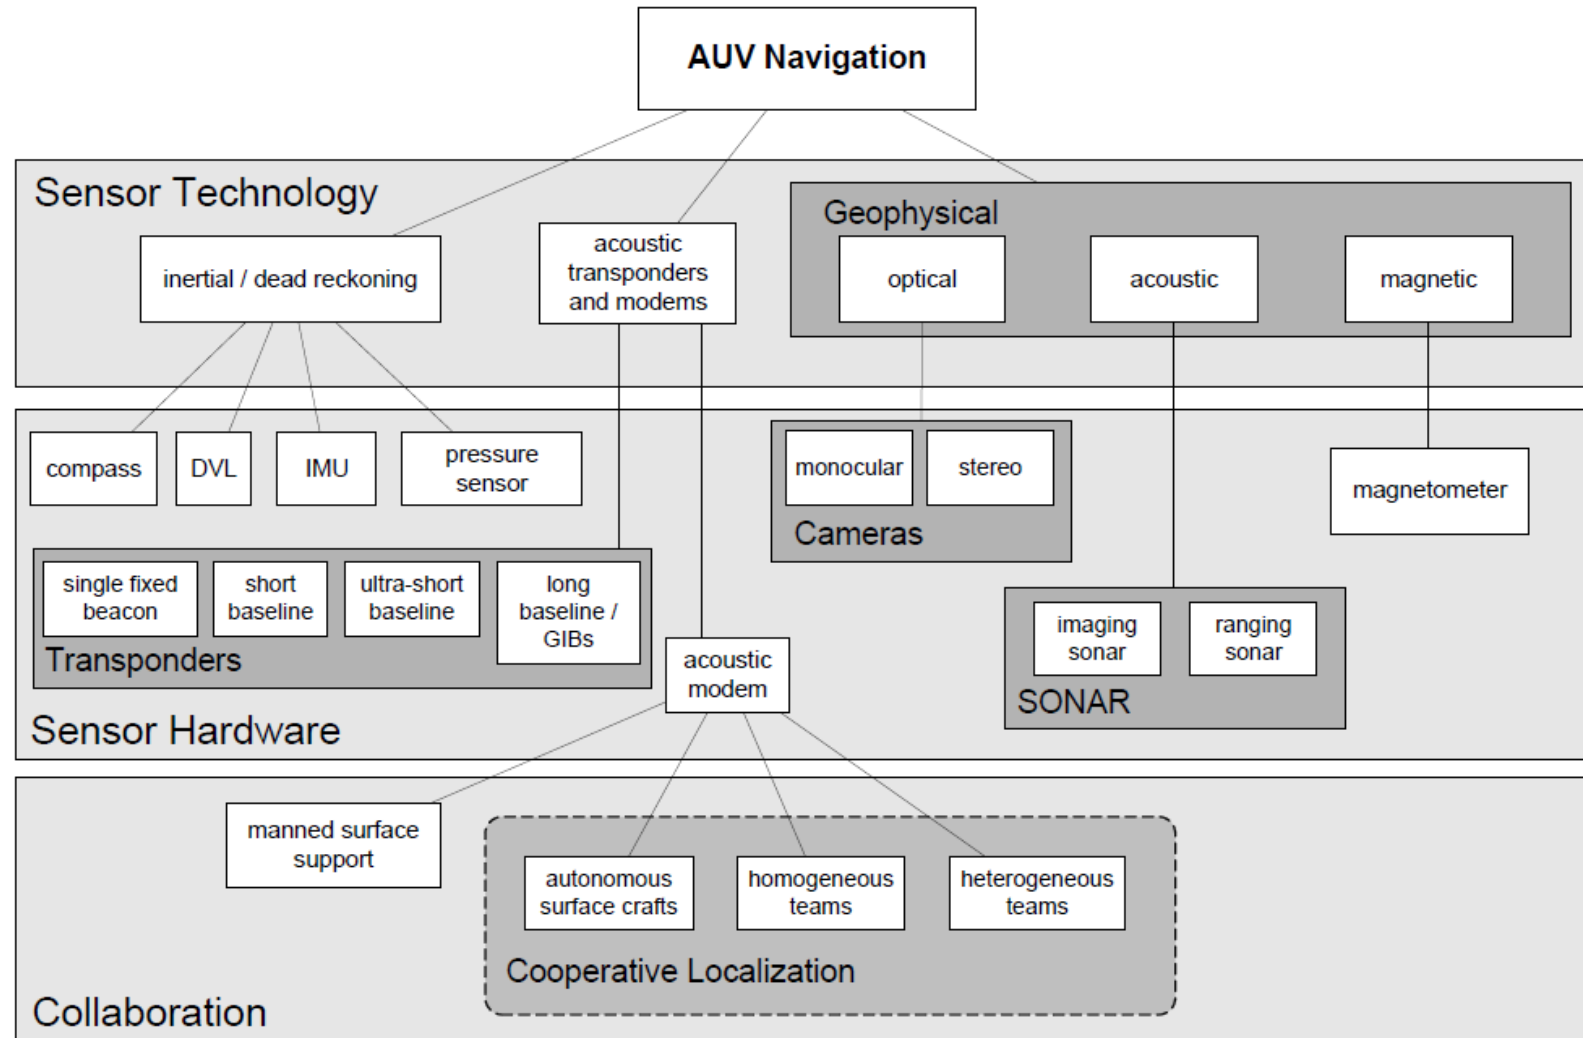 AUV Navigation
Sensor Technology
Geophysical
inertial / dead reckoning
acoustic
transponders
and modems
optical
acoustic
magnetic
compass
DVL
IMU
pressure
sensor
monocular
stereo
Cameras
magnetometer
single fixed
beacon
short
baseline
ultra-short
baseline
long
baseline /
GIBs
Transponders
acoustic
modem
imaging
sonar
ranging
sonar
SONAR
Sensor Hardware
manned surface
support
autonomous
surface crafts
homogeneous
teams
heterogeneous
teams
Cooperative Localization
Collaboration